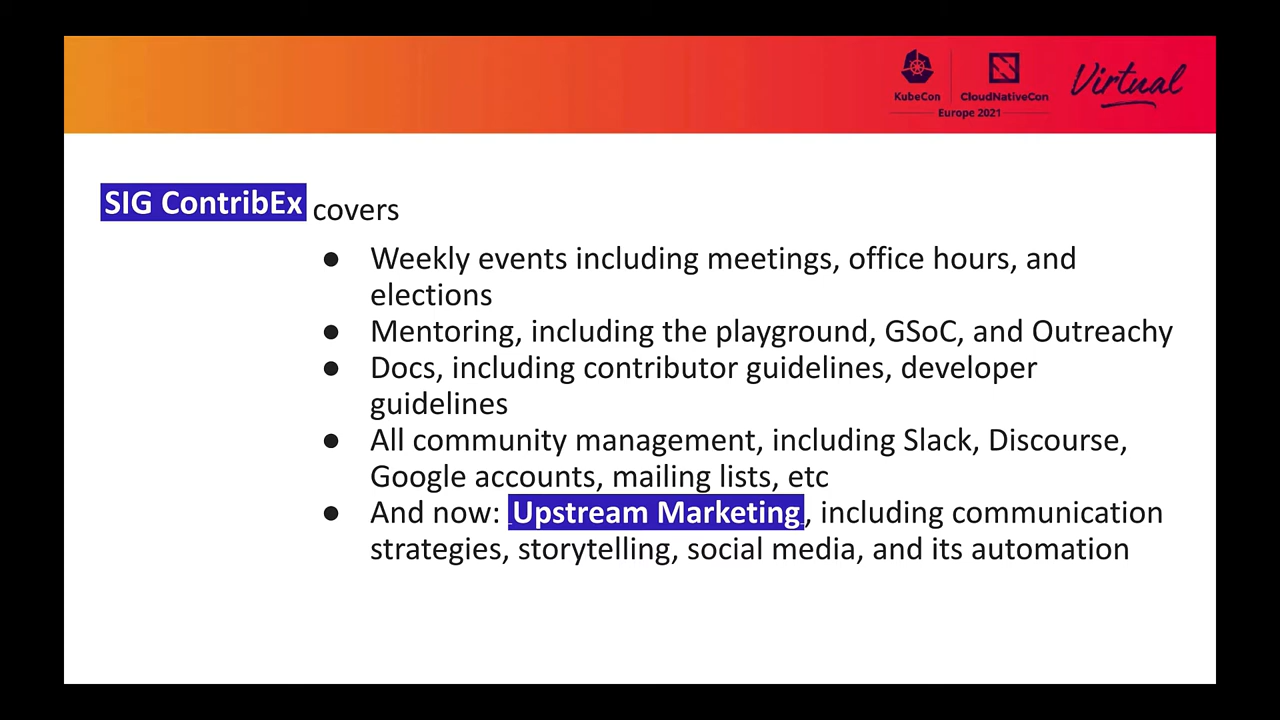 KubeCon
CloudNativeCon
Europe 2021
Virtual
SIG ContribEx covers
● Weekly events including meetings, office hours, and
elections
● Mentoring, including the playground, GSoC, and Outreachy
● Docs, including contributor guidelines, developer
guidelines
● All community management, including Slack, Discourse,
Google accounts, mailing lists, etc
● And now: Upstream Marketing, including communication
strategies, storytelling, social media, and its automation